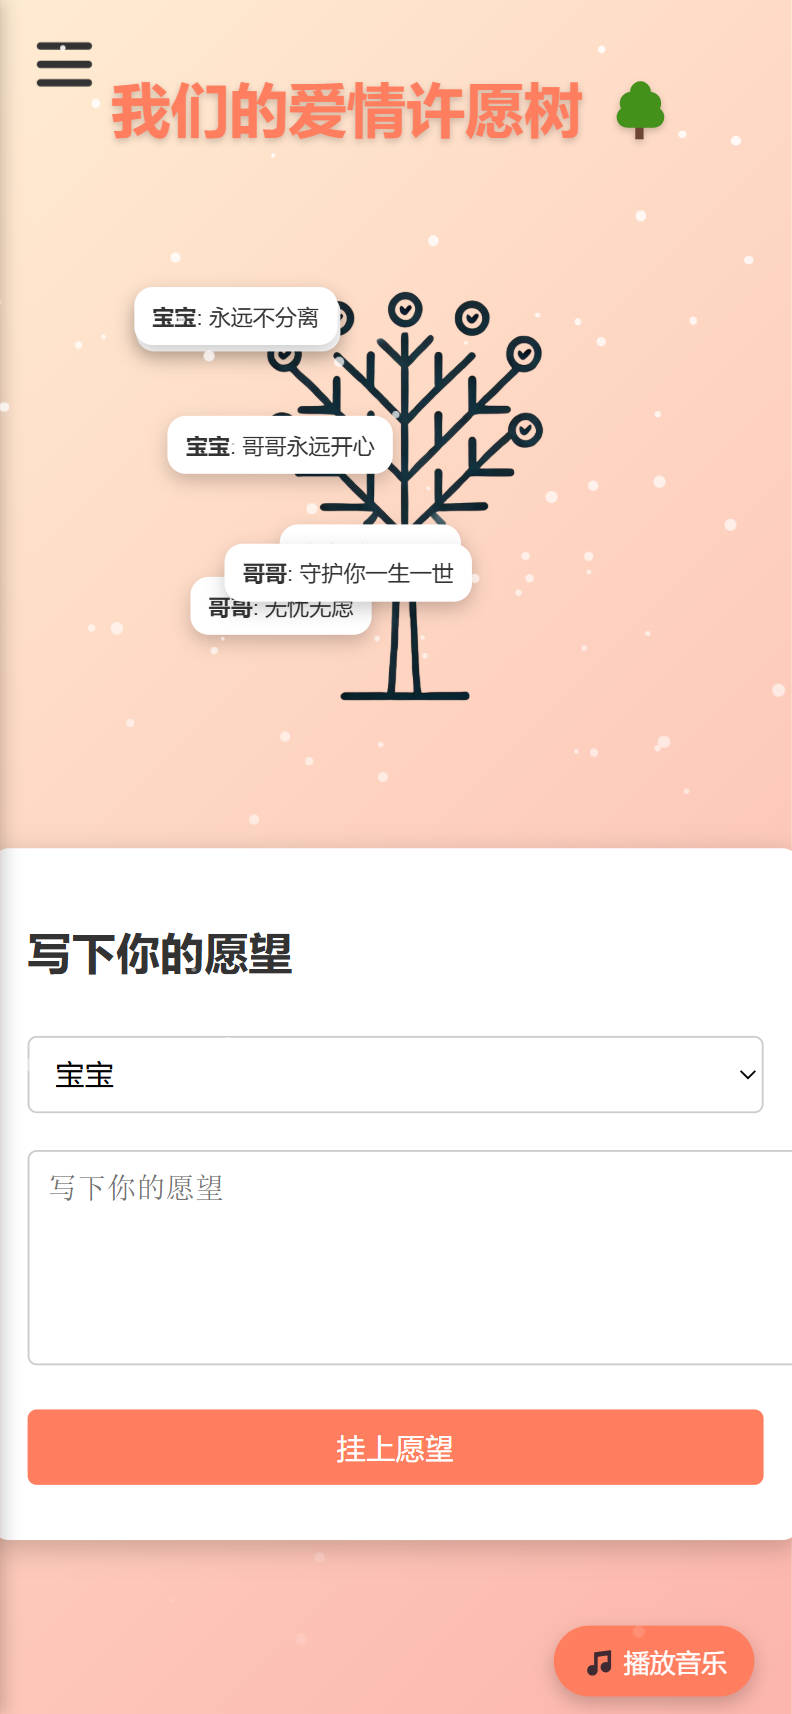 我们的爱情许愿树
宝宝: 永远不分离
宝宝: 哥哥永远开心
哥哥: 守护你一生一世
哥哥: 无忧无虑
写下你的愿望
宝宝
写下你的愿望
挂上愿望
播放音乐